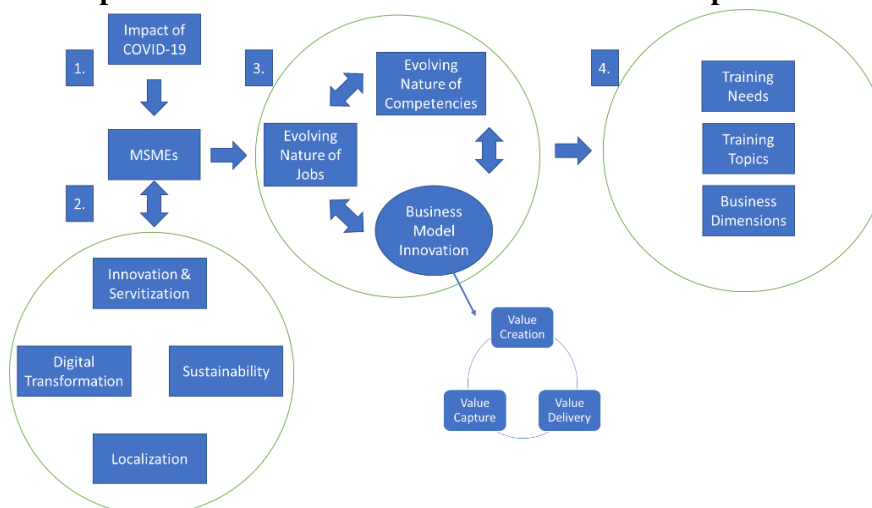 1.
Impact of
COVID-19
MSMEs
2.
Innovation &
Servitization
Digital
Transformation
Sustainability
Localization
3.
Evolving
Nature of
Competencies
Evolving
Nature of
Jobs
Business
Model
Innovation
Value
Creation
Value
Capture
Value
Delivery
4.
Training
Needs
Training
Topics
Business
Dimensions